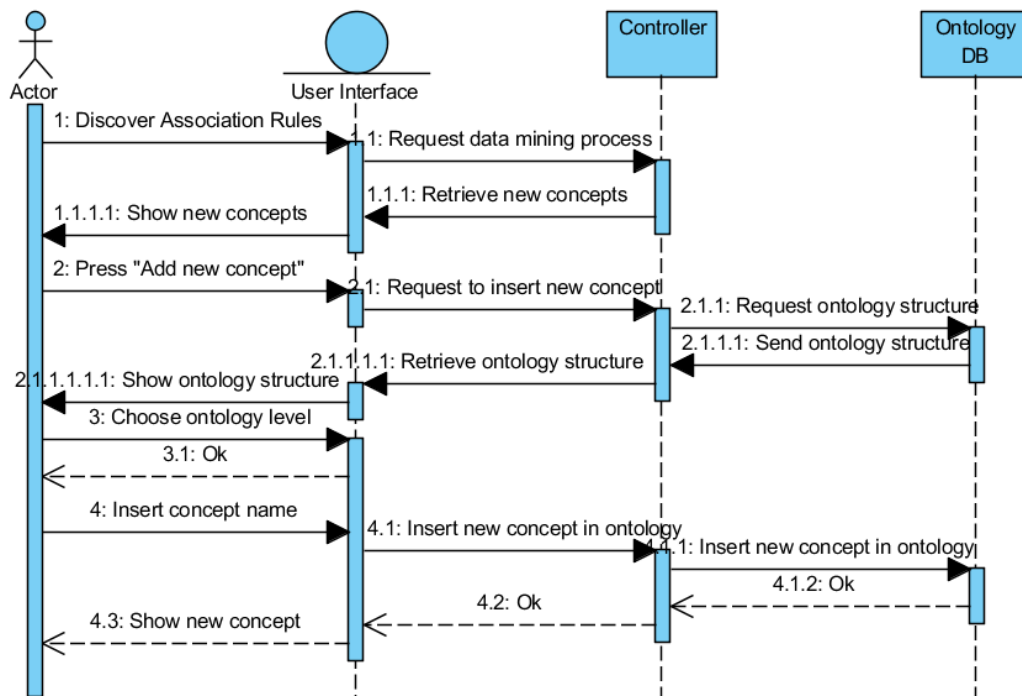 Controller
Ontology
DB
Actor
User Interface
1: Discover Association Rules
1.1: Request data mining process
1.1.1: Retrieve new concepts
1.1.1.1: Show new concepts
2: Press "Add new concept"
2.1: Request to insert new concept
2.1.1: Request ontology structure
2.1.1.1: Send ontology structure
2.1.1.1.1: Retrieve ontology structure
2.1.1.1.1.1: Show ontology structure
3: Choose ontology level
3.1: Ok
4: Insert concept name
4.1: Insert new concept in ontology
4.1.1: Insert new concept in ontology
4.1.2: Ok
4.2: Ok
4.3: Show new concept